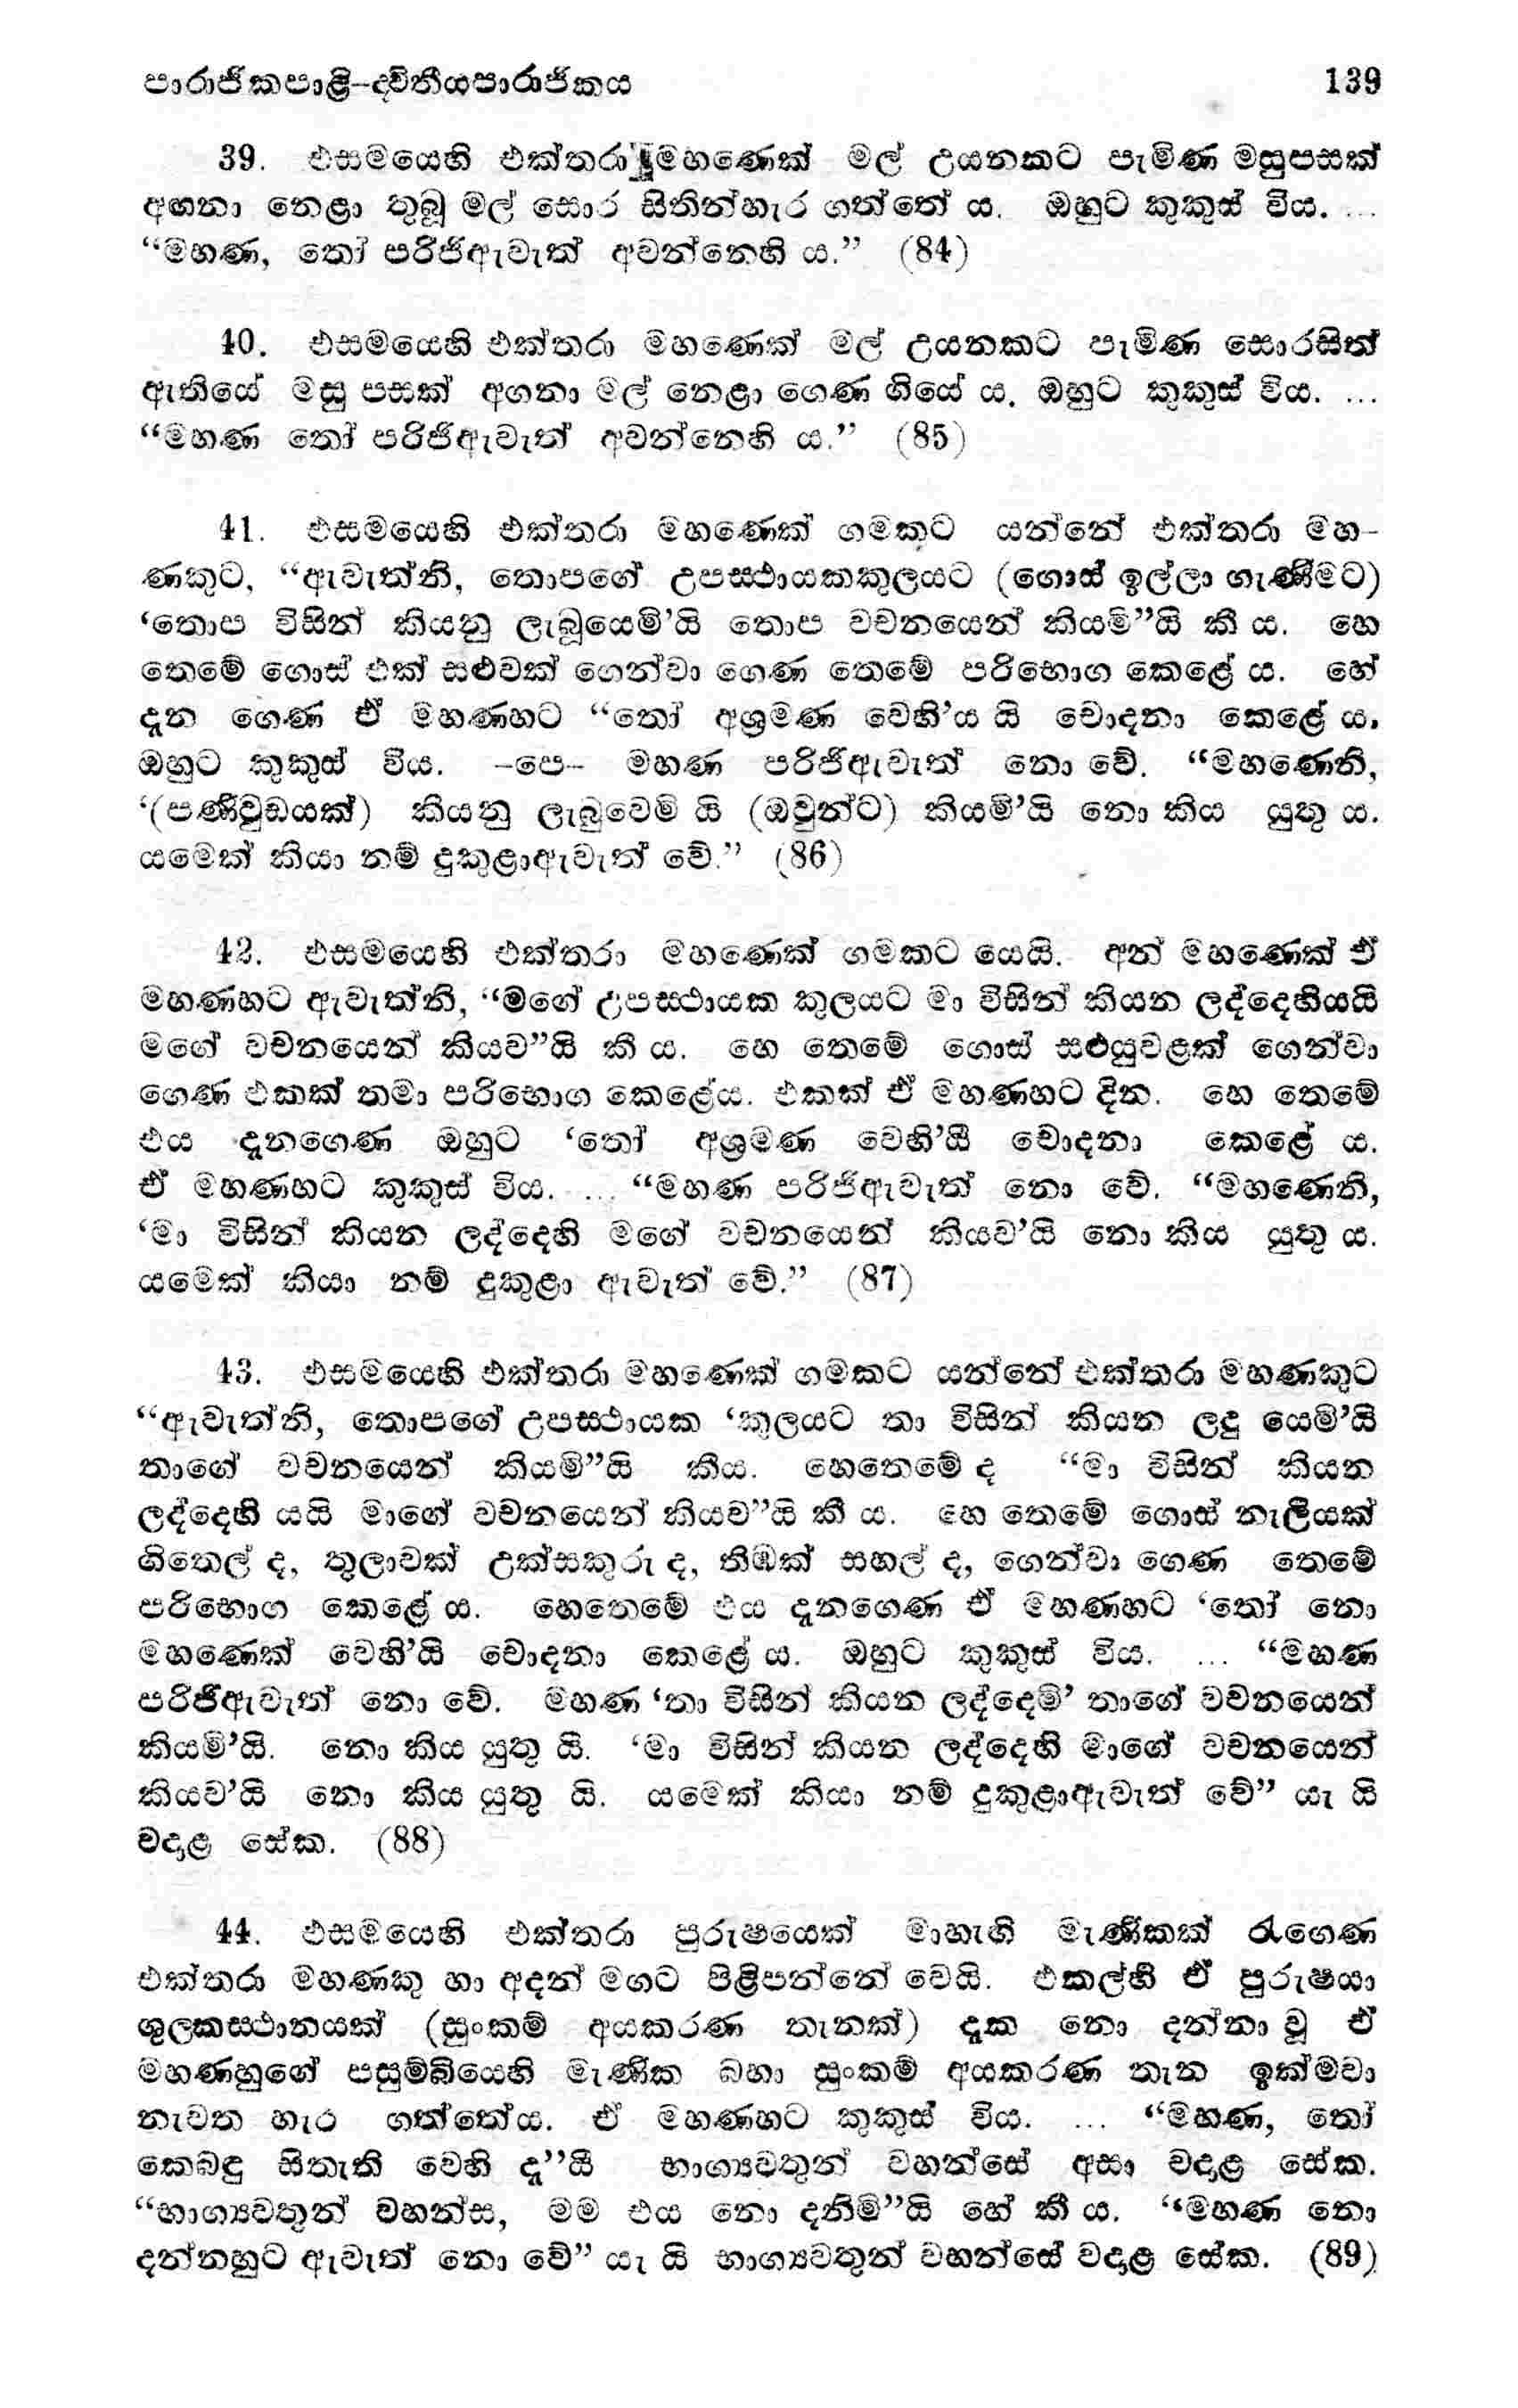 පාරාජිකපාළි–ද්විතීයපාරාජිකය 139
39. එසමයෙහි එක්තරා මහණෙක් මල් උයනකට පැමිණ මසුපසක්
අඟනා නෙළා තුබූ මල් සොර සිතින්හැර ගත්තේ ය. ඔහුට කුකුස් විය. ...
“මහණ, තෝ පරිජිඇවැත් අවන්නෙහි ය.” (84)
40. එසමයෙහි එක්තරා මහණෙක් මල් උයනකට පැමිණ සොරසිත්
ඇතියේ මසු පසක් අගනා මල් නෙළා ගෙණ ගියේ ය. ඔහුට කුකුස් විය. ...
“මහණ තෝ පරිජිඇවැත් අවන්නෙහි ය.” (85)
41. එසමයෙහි එක්තරා මහණෙක් ගමකට යන්නේ එක්තරා මහ-
ණකුට, “ඇවැත්නි, තොපගේ උපස්ථායකකුලයට (ගොස් ඉල්ලා ගැණීමට)
‘තොප විසින් කියනු ලැබූයෙමි’යි තොප වචනයෙන් කියමි”යි කී ය. හෙ
තෙමේ ගොස් එක් සළුවක් ගෙන්වා ගෙණ තෙමේ පරිභොග කෙළේ ය. හේ
දැන ගෙණ ඒ මහණහට “තෝ අශ්‍රමණ වෙහි’ය යි චොදනා කෙළේ ය.
ඔහුට කුකුස් විය. –පෙ– මහණ පරිජිඇවැත් නො වේ. “මහණෙනි,
‘(පණිවුඩයක්) කියනු ලැබුවෙමි යි (ඔවුන්ට) කියමි’යි නො කිය යුතු ය.
යමෙක් කියා නම් දුකුළාඇවැත් වේ.” (86)
42. එසමයෙහි එක්තරා මහණෙක් ගමකට යෙයි. අන් මහණෙක් ඒ
මහණහට ඇවැත්නි, “මගේ උපස්ථායක කුලයට මා විසින් කියන ලද්දෙහියයි
මගේ වචනයෙන් කියව”යි කී ය. හෙ තෙමේ ගොස් සළුයුවළක් ගෙන්වා
ගෙණ එකක් තමා පරිභොග කෙළේය. එකක් ඒ මහණහට දින. හෙ තෙමේ
එය දැනගෙණ ඔහුට ‘තෝ අශ්‍රමණ වෙහි’යී චොදනා කෙළේ ය.
ඒ මහණහට කුකුස් විය. ... “මහණ පරිජිඇවැත් නො වේ. “මහණෙනි,
‘මා විසින් කියන ලද්දෙහි මගේ වචනයෙන් කියව’යි නො කිය යුතු ය.
යමෙක් කියා නම් දුකුළා ඇවැත් වේ.” (87)
43. එසමයෙහි එක්තරා මහණෙක් ගමකට යන්නේ එක්තරා මහණකුට
“ඇවැත්නි, තොපගේ උපස්ථායක ‘කුලයට තා විසින් කියන ලදු යෙමි’යි
තාගේ වචනයෙන් කියමි”යි කීය. හෙතෙමේ ද “මා විසින් කියන
ලද්දෙහි යයි මාගේ වචනයෙන් කියව”යි කී ය. හෙ තෙමේ ගොස් නැලියක්
ගිතෙල් ද, තුලාවක් උක්සකුරු ද, තිඹක් සහල් ද, ගෙන්වා ගෙණ තෙමේ
පරිභොග කෙළේ ය. හෙතෙමේ එය දැනගෙණ ඒ මහණහට ‘තෝ නො
මහණෙක් වෙහි’යි චොදනා කෙළේ ය. ඔහුට කුකුස් විය. ... “මහණ
පරිජිඇවැත් නො වේ. මහණ ‘තා විසින් කියන ලද්දෙමි’ තාගේ වචනයෙන්
කියමි’යි. නො කිය යුතු යි. ‘මා විසින් කියන ලද්දෙහි මාගේ වචනයෙන්
කියව’යි නො කිය යුතු යි. යමෙක් කියා නම් දුකුළාඇවැත් වේ” යැ යි
වදාළ සේක. (88)
44. එසමයෙහි එක්තරා පුරුෂයෙක් මාහැඟි මැණිකක් රැගෙණ
එක්තරා මහණකු හා අදන් මගට පිළිපන්නේ වෙයි. එකල්හි ඒ පුරුෂයා
ශුලකස්ථානයක් (සුංකම් අයකරණ තැනක්) දැක නො දන්නා වූ ඒ
මහණහුගේ පසුම්බියෙහි මැණික බහා සුංකම් අයකරණ තැන ඉක්මවා
නැවත හැර ගත්තේය. ඒ මහණහට කුකුස් විය. ... “මහණ, තෝ
කෙබඳු සිතැති වෙහි ද”යී භාග්‍යවතුන් වහන්සේ අසා වදාළ සේක.
“භාග්‍යවතුන් වහන්ස, මම එය නො දනිමි”යි හේ කී ය. “මහණ නො
දන්නහුට ඇවැත් නො වේ” යැ යි භාග්‍යවතුන් වහන්සේ වදාළ සේක. (89)